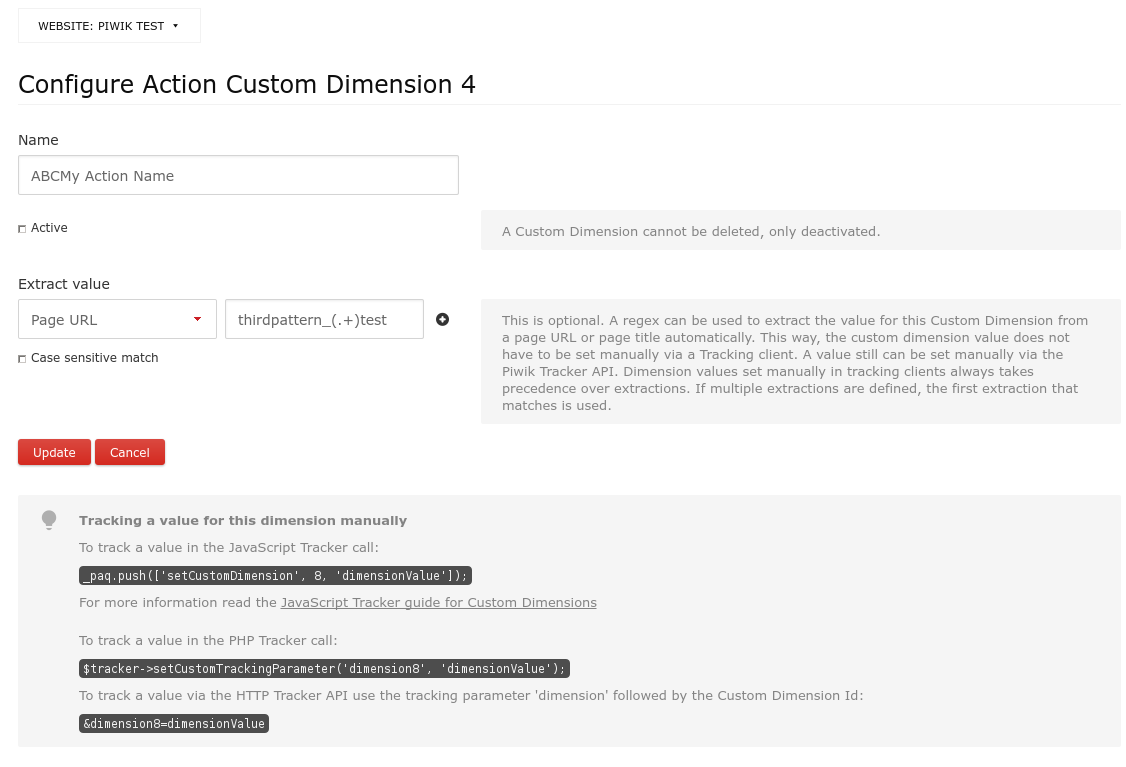 WEBSITE: PIWIK TEST
Configure Action Custom Dimension 4
Name
ABCMy Action Name
Active
A Custom Dimension cannot be deleted, only deactivated.
Extract value
Page URL
thirdpattern_(.+)test
Case sensitive match
This is optional. A regex can be used to extract the value for this Custom Dimension from
a page URL or page title automatically. This way, the custom dimension value does not
have to be set manually via a Tracking client. A value still can be set manually via the
Piwik Tracker API. Dimension values set manually in tracking clients always takes
precedence over extractions. If multiple extractions are defined, the first extraction that
matches is used.
Update
Cancel
Tracking a value for this dimension manually
To track a value in the JavaScript Tracker call:
_paq.push(['setCustomDimension', 8, 'dimensionValue']);
For more information read the JavaScript Tracker guide for Custom Dimensions
To track a value in the PHP Tracker call:
$tracker->setCustomTrackingParameter('dimension8', 'dimensionValue');
To track a value via the HTTP Tracker API use the tracking parameter 'dimension' followed by the Custom Dimension Id:
&dimension8=dimensionValue